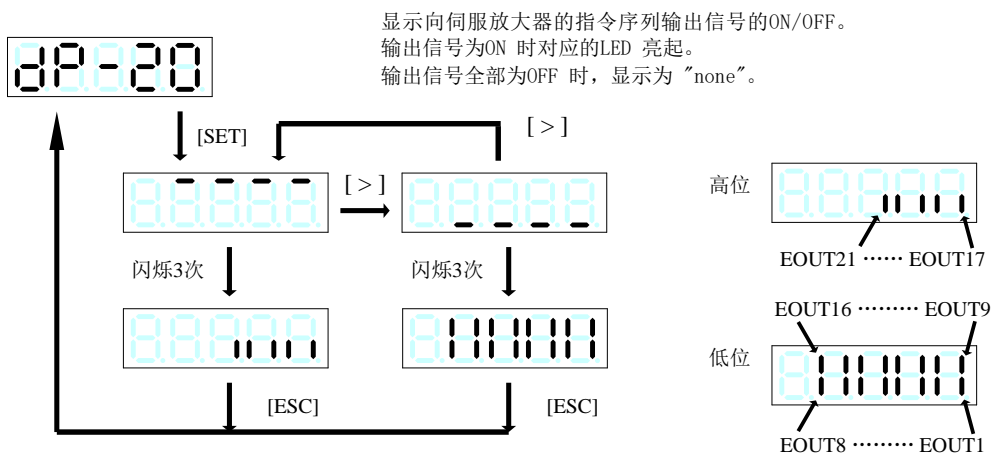 显示向伺服放大器的指令序列输出信号的ON/OFF。
输出信号为ON 时对应的LED 亮起。
输出信号全部为OFF 时，显示为 "none"。
dP-20
[SET]
[ > ]
[ > ]
闪烁3次
闪烁3次
[ESC]
[ESC]
高位
EOUT21 ······ EOUT17
EOUT16 ········· EOUT9
低位
EOUT8 ········· EOUT1